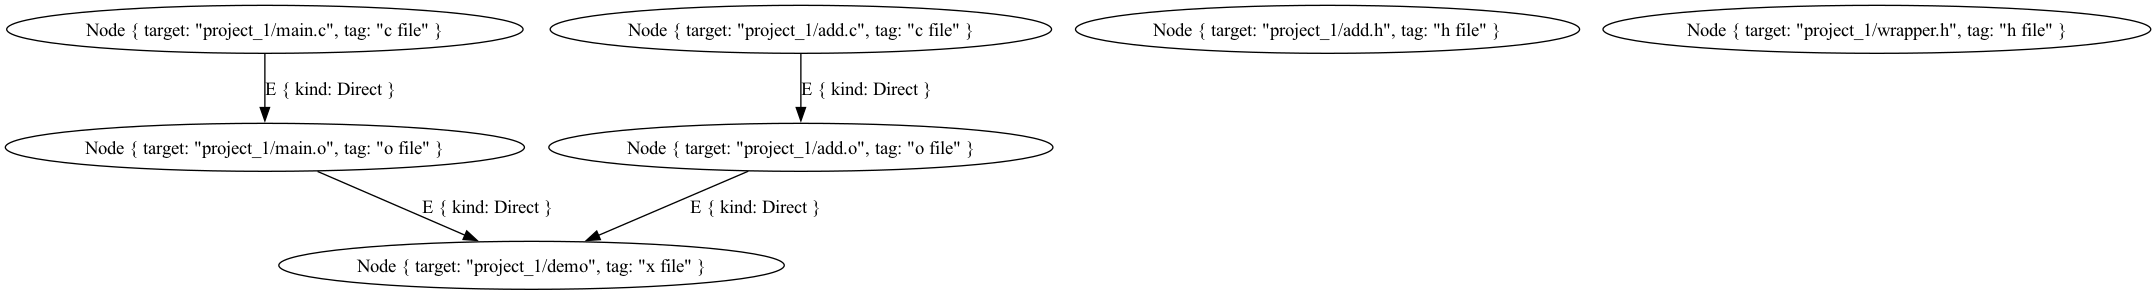 Node { target: "project_1/main.c", tag: "c file" }
Node { target: "project_1/add.c", tag: "c file" }
Node { target: "project_1/add.h", tag: "h file" }
Node { target: "project_1/wrapper.h", tag: "h file" }
E { kind: Direct }
E { kind: Direct }
Node { target: "project_1/main.o", tag: "o file" }
Node { target: "project_1/add.o", tag: "o file" }
E { kind: Direct }
E { kind: Direct }
Node { target: "project_1/demo", tag: "x file" }